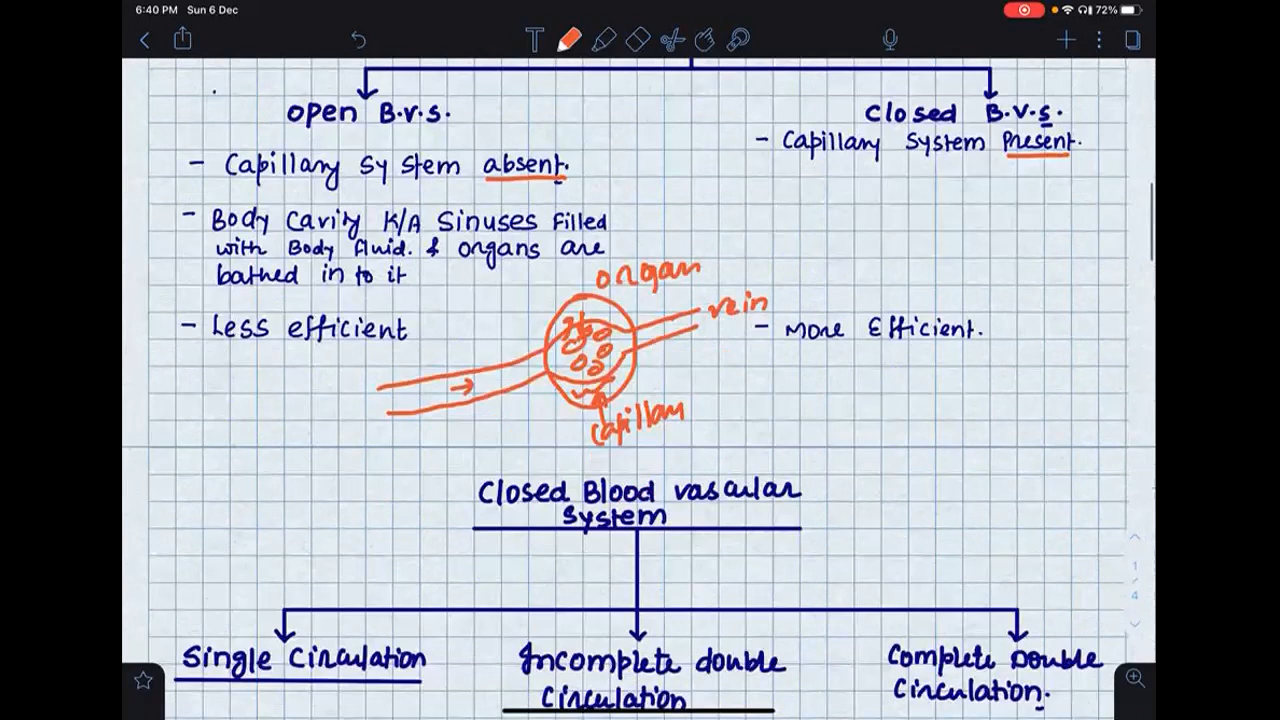 6:40 PM Sun 6 Dec
72%
Open B.v.s.
- Capillary system absent.
- Body Cavity K/A Sinuses filled
with Body fluid. & organs are
bathed in to it
- Less efficient
Closed B.v.s.
- Capillary System Present.
- More Efficient.
organ
vein
Capillary
Closed Blood vascular
System
Single Circulation
Incomplete double
Circulation
Complete Double
Circulation.
1
/
4